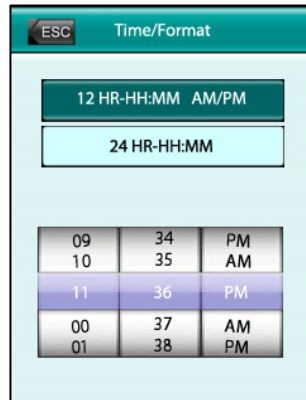 ESC Time/Format
12 HR-HH:MM AM/PM
24 HR-HH:MM
09 34 PM
10 35 AM
11 36 PM
00 37 AM
01 38 PM